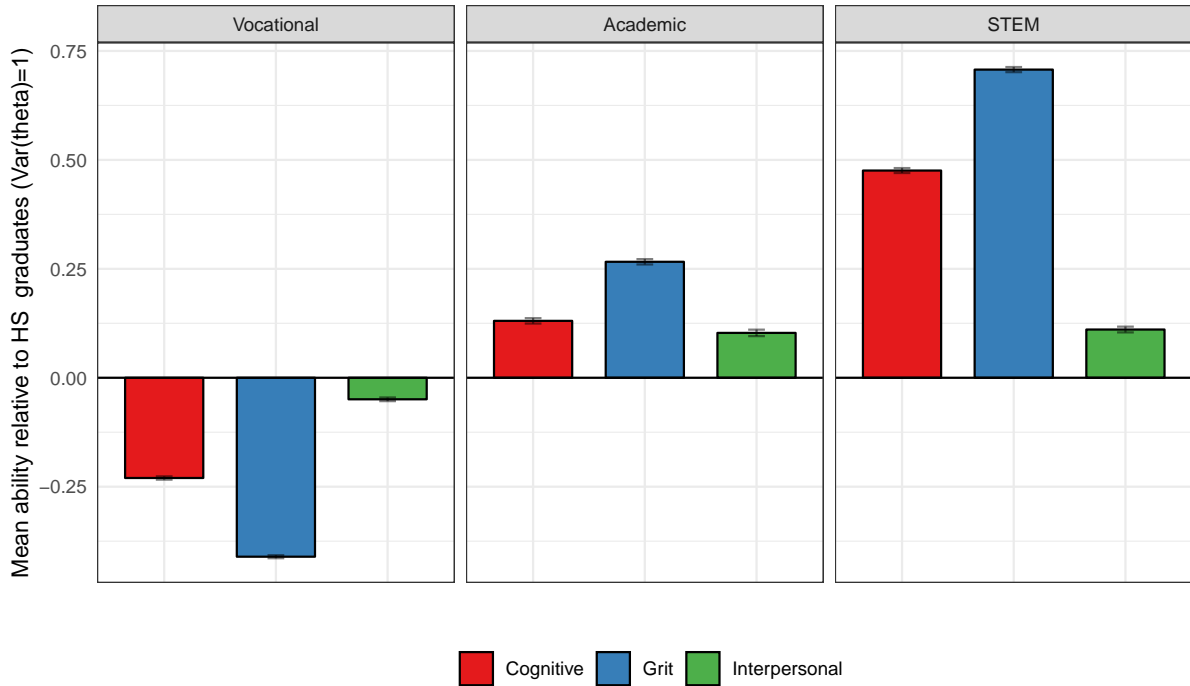 Vocational
Academic
STEM
Mean ability relative to HS graduates (Var(theta)=1)
0.75
0.50
0.25
0.00
−0.25
Cognitive
Grit
Interpersonal